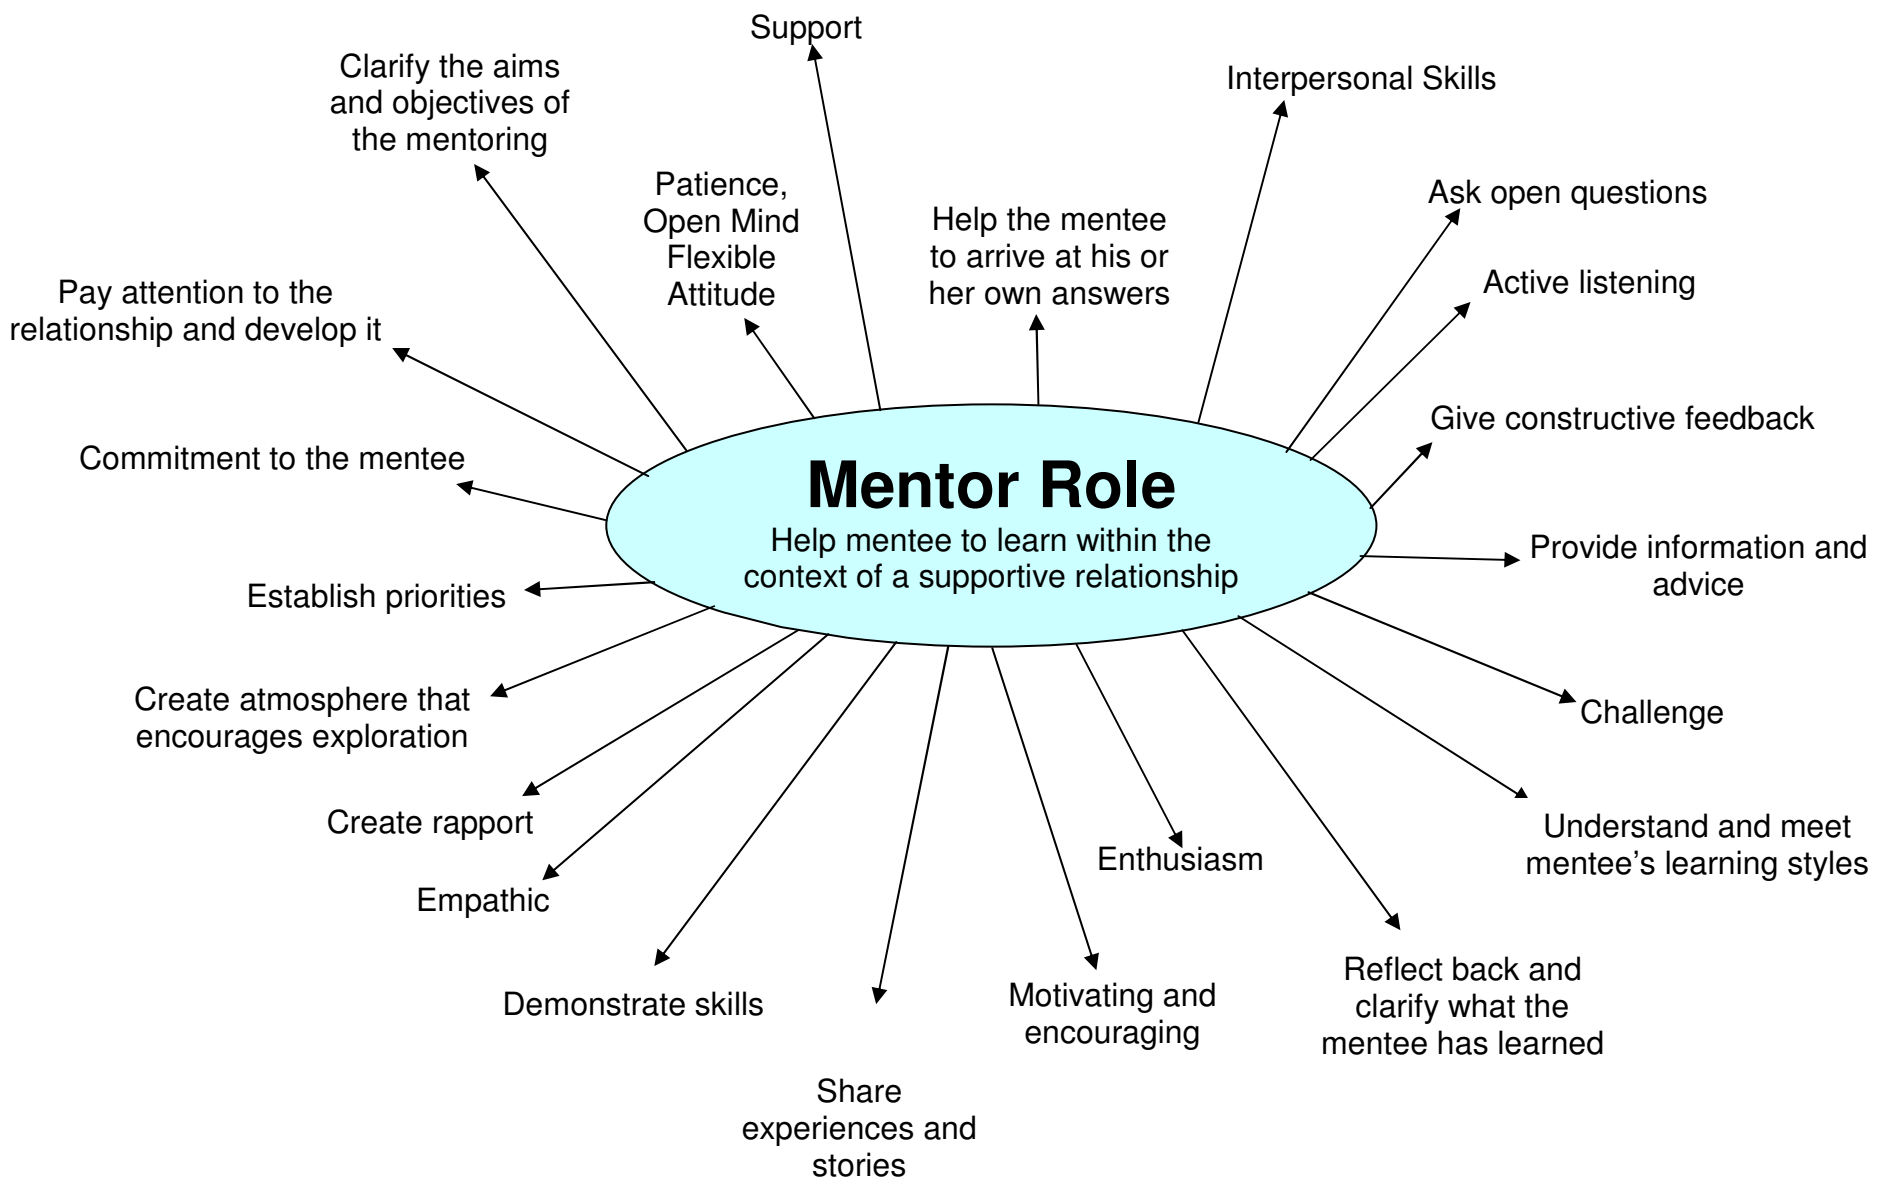 Support
Clarify the aims
and objectives of
the mentoring
Interpersonal Skills
Patience,
Open Mind
Flexible
Attitude
Help the mentee
to arrive at his or
her own answers
Ask open questions
Active listening
Pay attention to the
relationship and develop it
Give constructive feedback
Commitment to the mentee
Mentor Role
Help mentee to learn within the
context of a supportive relationship
Provide information and
advice
Establish priorities
Create atmosphere that
encourages exploration
Challenge
Create rapport
Understand and meet
mentee’s learning styles
Enthusiasm
Empathic
Demonstrate skills
Motivating and
encouraging
Reflect back and
clarify what the
mentee has learned
Share
experiences and
stories